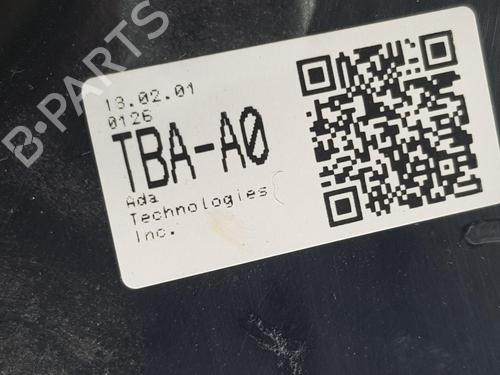 B-PARTS
13.02.01
0126
TBA-A0
Ada
Technologies
Inc.